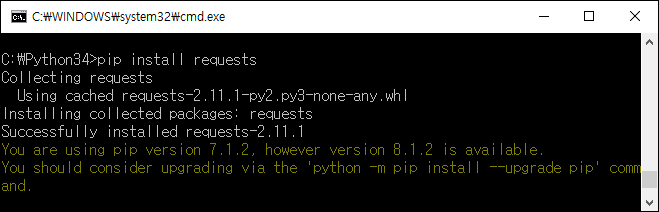 C:₩WINDOWS₩system32₩cmd.exe
C:₩Python34>pip install requests
Collecting requests
  Using cached requests-2.11.1-py2.py3-none-any.whl
Installing collected packages: requests
Successfully installed requests-2.11.1
You are using pip version 7.1.2, however version 8.1.2 is available.
You should consider upgrading via the 'python -m pip install --upgrade pip' comm
and.